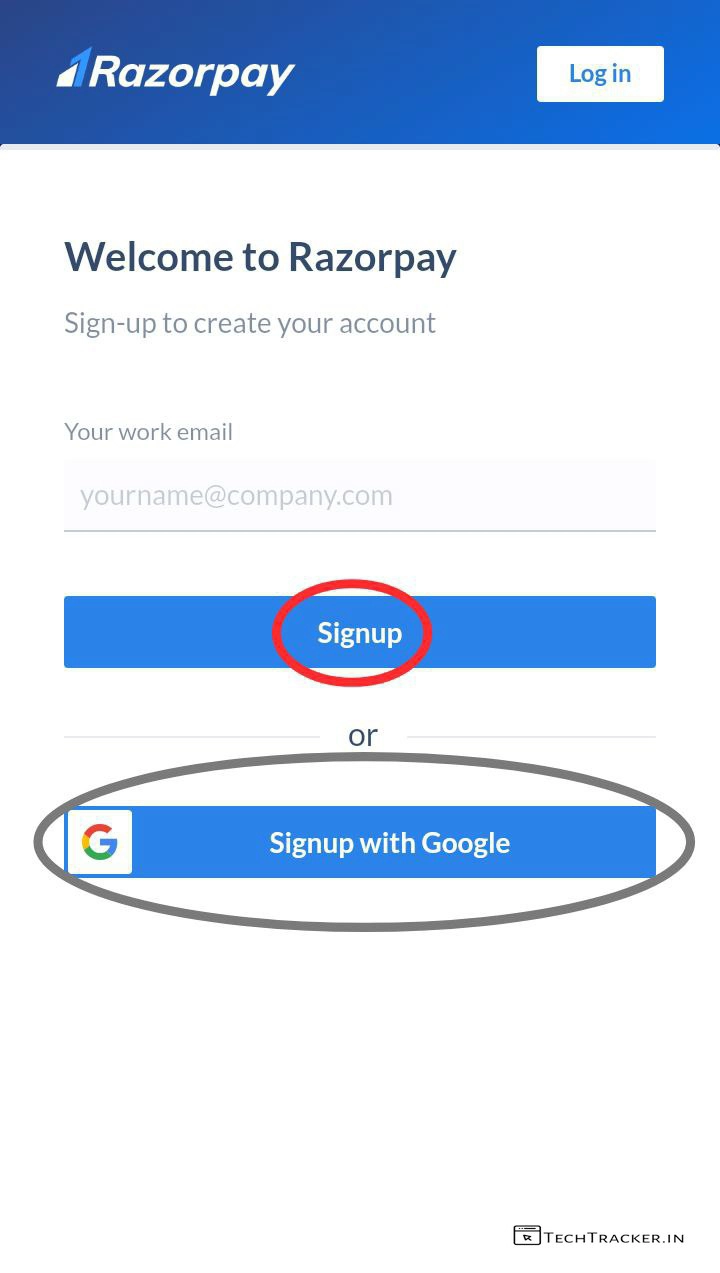 Razorpay
Log in
Welcome to Razorpay
Sign-up to create your account
Your work email
yourname@company.com
Signup
or
Signup with Google
TECHTRACKER.IN